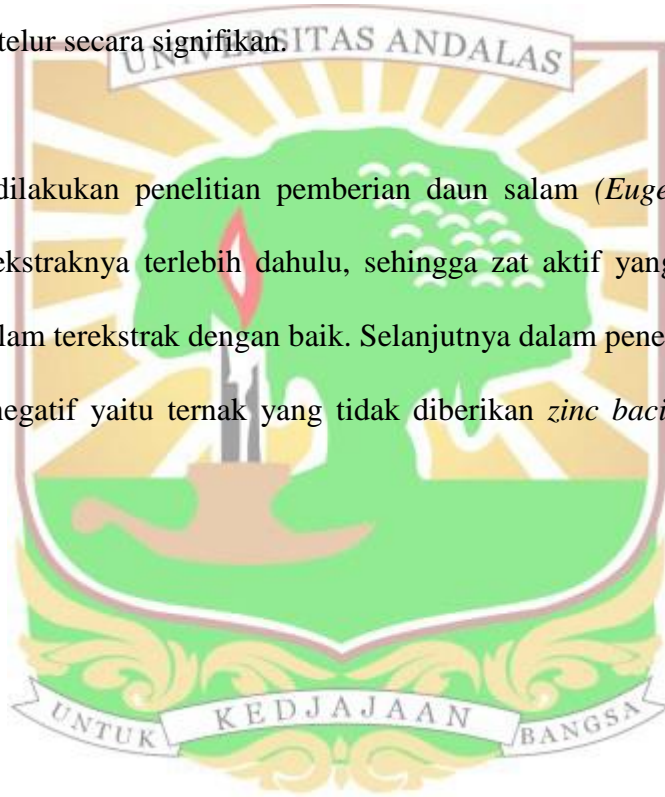 telur secara signifikan.
UNIVERSITAS ANDALAS
dilakukan penelitian pemberian daun salam (Euge
ekstraknya terlebih dahulu, sehingga zat aktif yang
lam terekstrak dengan baik. Selanjutnya dalam pene
negatif yaitu ternak yang tidak diberikan zinc baci
UNTUK KEDJAJAAN BANGSA